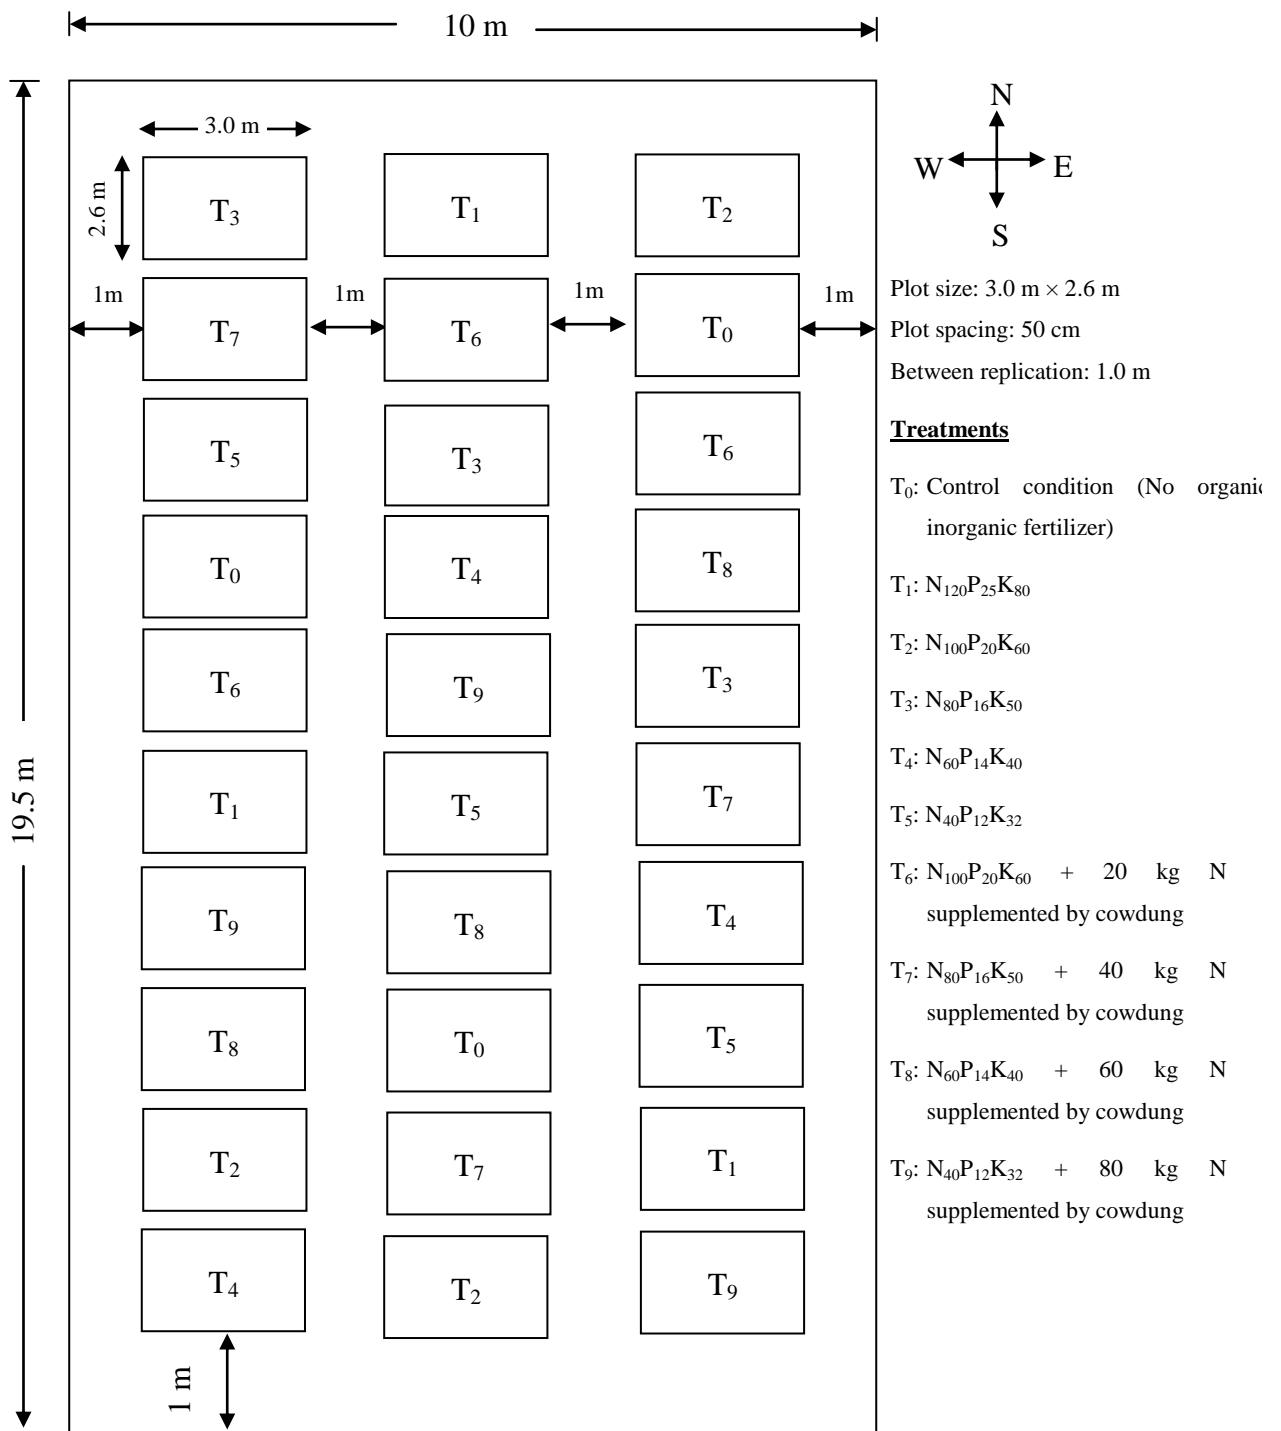 10 m
N
W E
S
3.0 m
2.6 m
T₃ T₁ T₂
1m 1m 1m 1m
T₇ T₆ T₀
T₅ T₃ T₆
T₀ T₄ T₈
T₆ T₉ T₃
T₁ T₅ T₇
T₉ T₈ T₄
T₈ T₀ T₅
T₂ T₇ T₁
T₄ T₂ T₉
19.5 m
1 m
Plot size: 3.0 m × 2.6 m
Plot spacing: 50 cm
Between replication: 1.0 m
Treatments
T₀: Control condition (No organic
inorganic fertilizer)
T₁: N₁₂₀P₂₅K₈₀
T₂: N₁₀₀P₂₀K₆₀
T₃: N₈₀P₁₆K₅₀
T₄: N₆₀P₁₄K₄₀
T₅: N₄₀P₁₂K₃₂
T₆: N₁₀₀P₂₀K₆₀ + 20 kg N
supplemented by cowdung
T₇: N₈₀P₁₆K₅₀ + 40 kg N
supplemented by cowdung
T₈: N₆₀P₁₄K₄₀ + 60 kg N
supplemented by cowdung
T₉: N₄₀P₁₂K₃₂ + 80 kg N
supplemented by cowdung